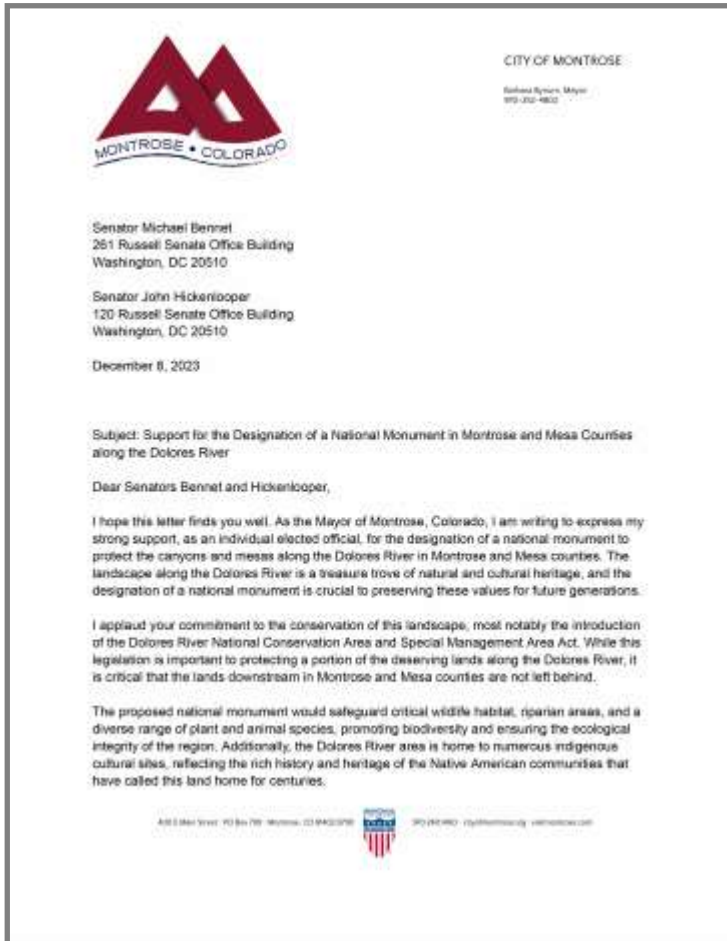 MONTROSE • COLORADO
CITY OF MONTROSE
Barbara Bynum, Mayor
Senator Michael Bennet
261 Russell Senate Office Building
Washington, DC 20510
Senator John Hickenlooper
120 Russell Senate Office Building
Washington, DC 20510
December 8, 2023
Subject: Support for the Designation of a National Monument in Montrose and Mesa Counties
along the Dolores River
Dear Senators Bennet and Hickenlooper,
I hope this letter finds you well. As the Mayor of Montrose, Colorado, I am writing to express my
strong support, as an individual elected official, for the designation of a national monument to
protect the canyons and mesas along the Dolores River in Montrose and Mesa counties. The
landscape along the Dolores River is a treasure trove of natural and cultural heritage, and the
designation of a national monument is crucial to preserving these values for future generations.
I applaud your commitment to the conservation of this landscape, most notably the introduction
of the Dolores River National Conservation Area and Special Management Area Act. While this
legislation is important to protecting a portion of the deserving lands along the Dolores River, it
is critical that the lands downstream in Montrose and Mesa counties are not left behind.
The proposed national monument would safeguard critical wildlife habitat, riparian areas, and a
diverse range of plant and animal species, promoting biodiversity and ensuring the ecological
integrity of the region. Additionally, the Dolores River area is home to numerous indigenous
cultural sites, reflecting the rich history and heritage of the Native American communities that
have called this land home for centuries.